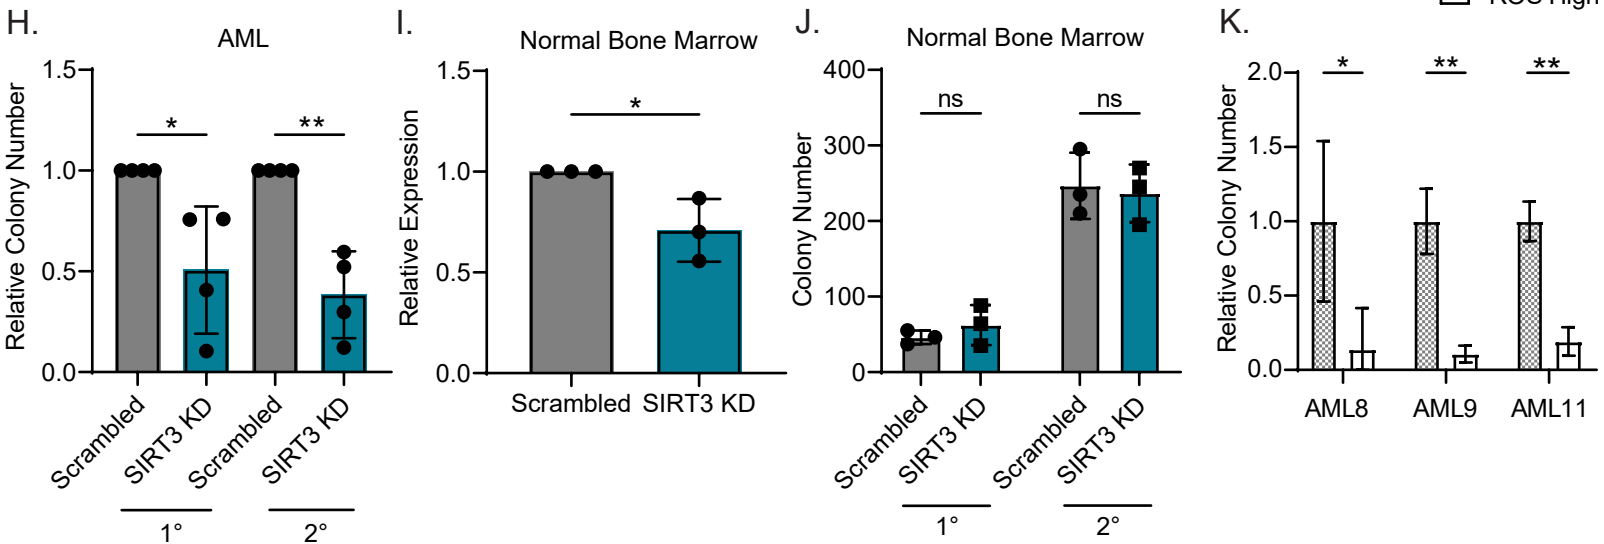 H.
AML
Relative Colony Number
1.5
1.0
0.5
0.0
*
**
Scrambled
SIRT3 KD
Scrambled
SIRT3 KD
1°
2°
I.
Normal Bone Marrow
Relative Expression
1.5
1.0
0.5
0.0
*
Scrambled SIRT3 KD
J.
Normal Bone Marrow
Colony Number
400
300
200
100
0
ns
ns
Scrambled
SIRT3 KD
Scrambled
SIRT3 KD
1°
2°
K.
Relative Colony Number
2.0
1.5
1.0
0.5
0.0
*
**
**
AML8
AML9
AML11